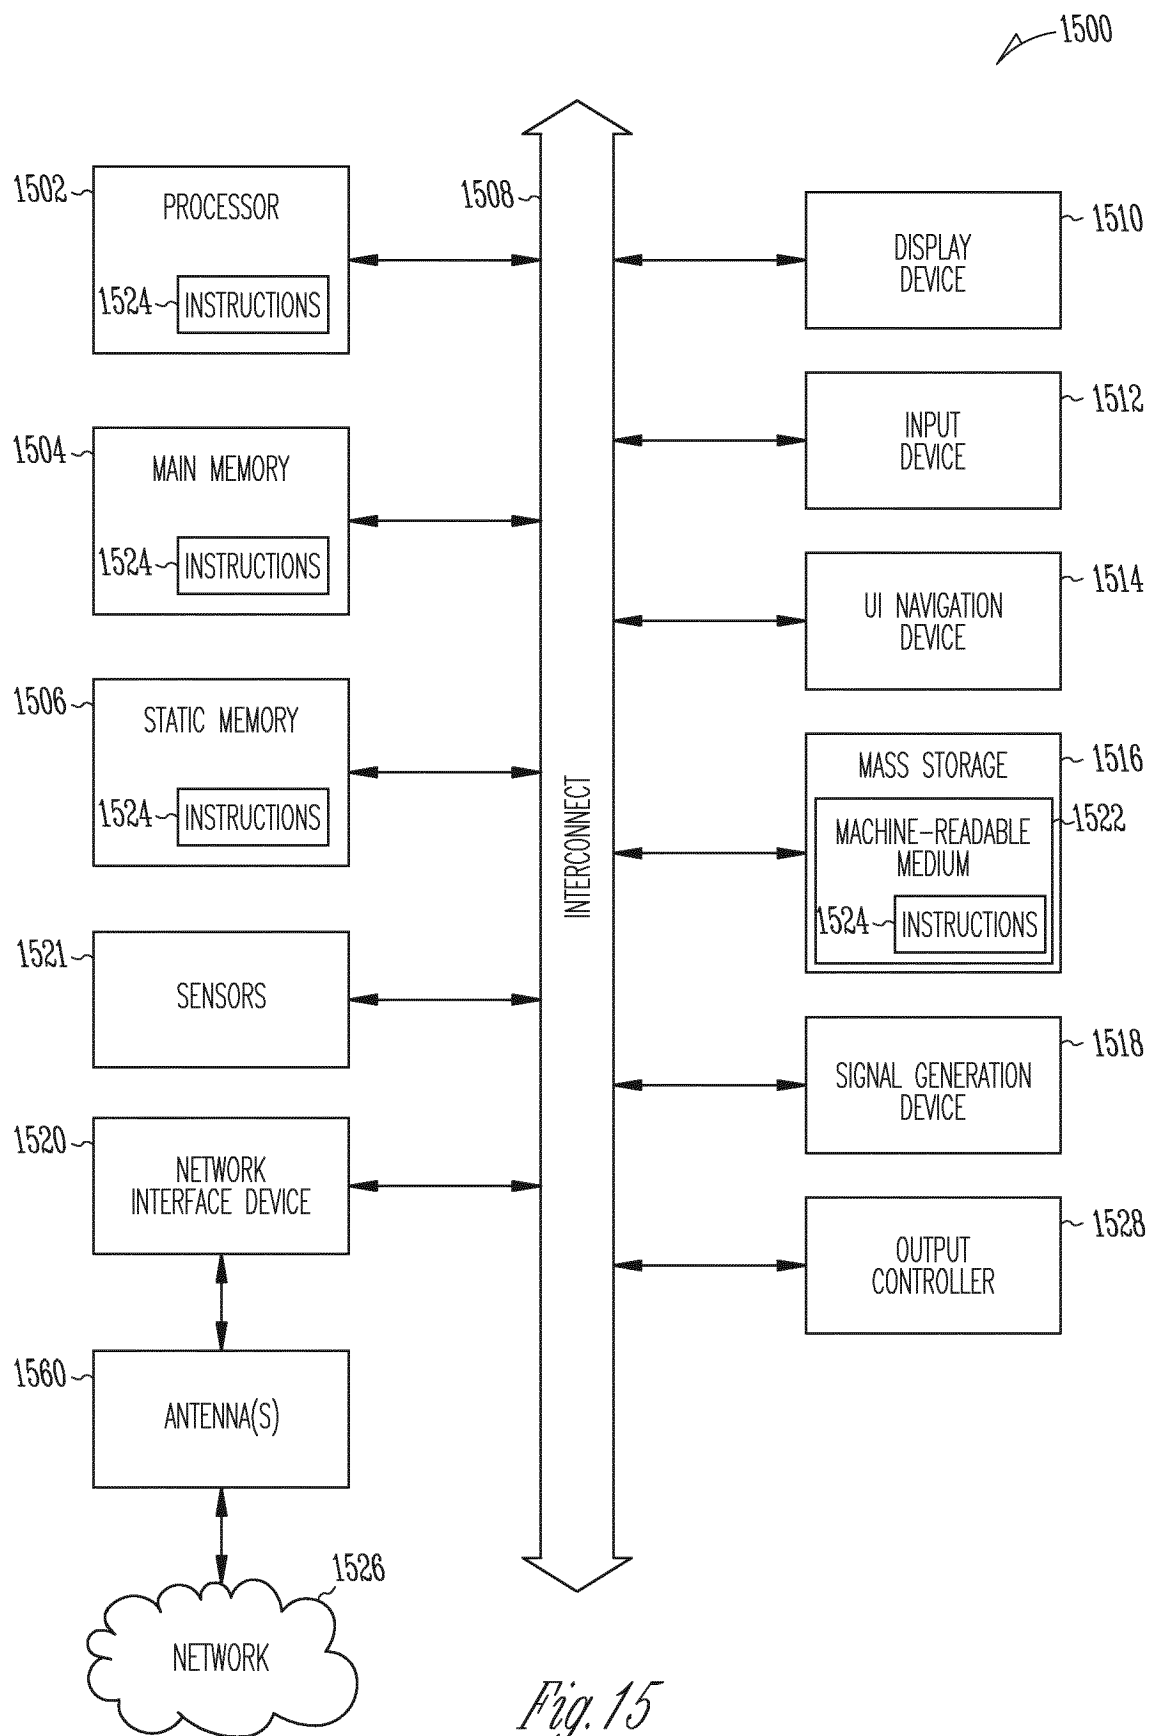 1500
1502
PROCESSOR
1524
INSTRUCTIONS
1504
MAIN MEMORY
1524
INSTRUCTIONS
1506
STATIC MEMORY
1524
INSTRUCTIONS
1521
SENSORS
1520
NETWORK
INTERFACE DEVICE
1560
ANTENNA(S)
1526
NETWORK
1508
INTERCONNECT
1510
DISPLAY
DEVICE
1512
INPUT
DEVICE
1514
UI NAVIGATION
DEVICE
1516
MASS STORAGE
1522
MACHINE-READABLE
MEDIUM
1524
INSTRUCTIONS
1518
SIGNAL GENERATION
DEVICE
1528
OUTPUT
CONTROLLER
Fig. 15